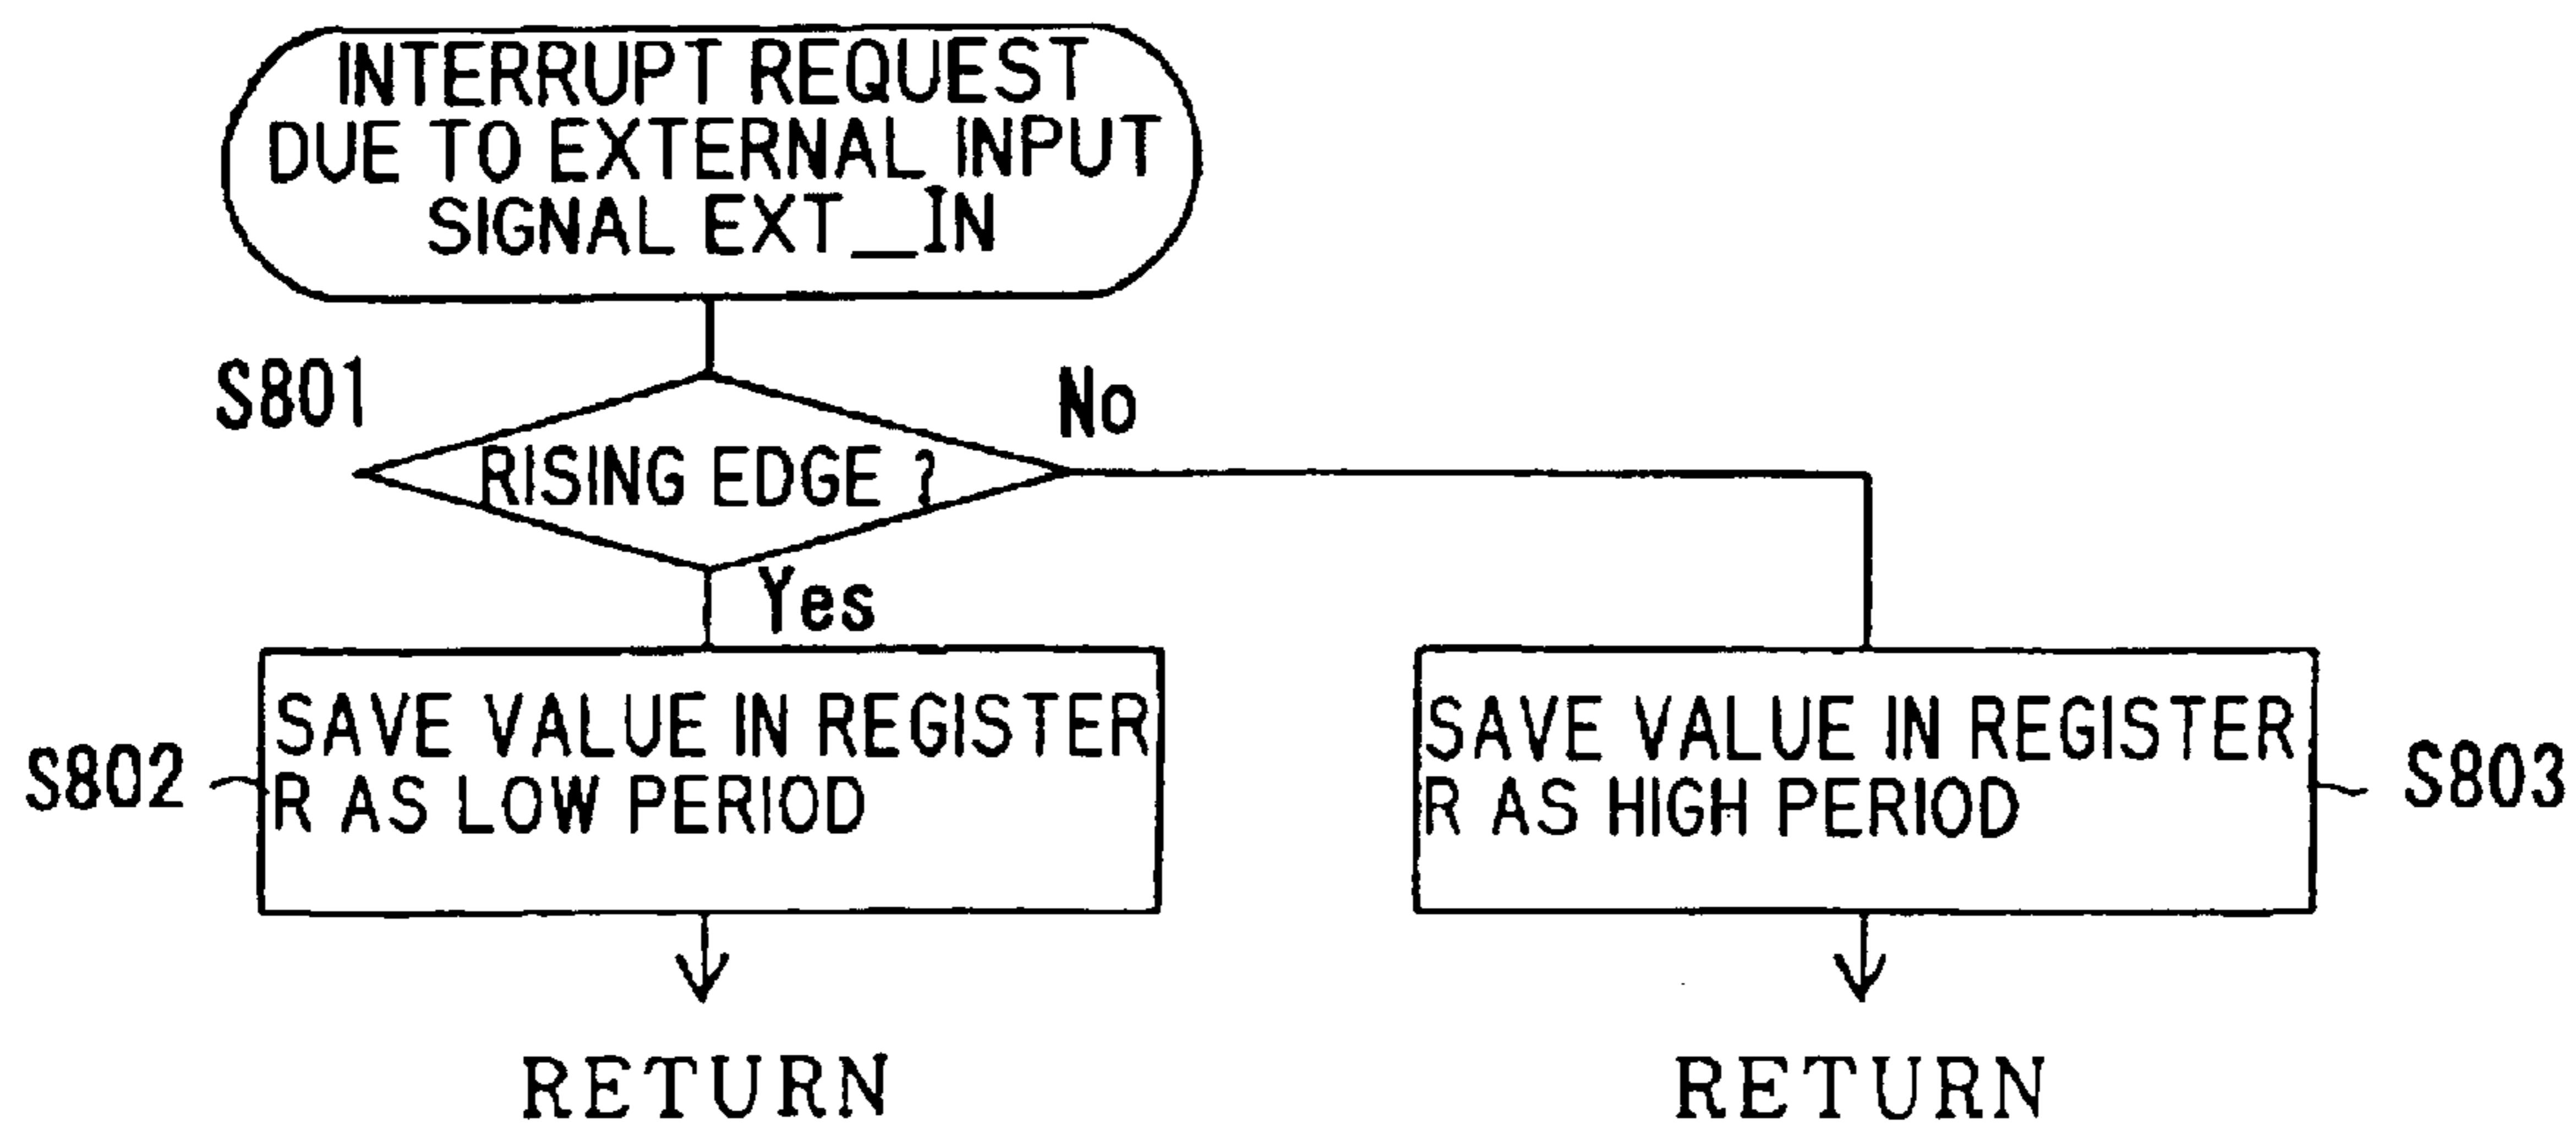 INTERRUPT REQUEST
DUE TO EXTERNAL INPUT
SIGNAL EXT__IN
S801
No
RISING EDGE ?
Yes
SAVE VALUE IN REGISTER
R AS LOW PERIOD
S802
SAVE VALUE IN REGISTER
R AS HIGH PERIOD
S803
RETURN
RETURN